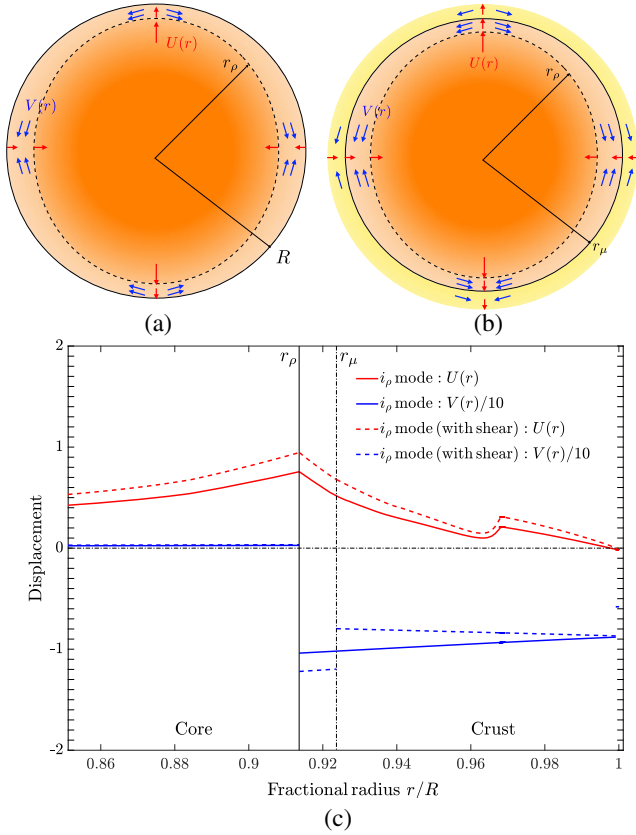 U(r)
r_ρ
V(r)
R
(a)
U(r)
r_ρ
V(r)
r_μ
(b)
2
1
0
-1
-2
Displacement
r_ρ
r_μ
i_ρ mode : U(r)
i_ρ mode : V(r)/10
i_ρ mode (with shear) : U(r)
i_ρ mode (with shear) : V(r)/10
Core
Crust
0.86 0.88 0.9 0.92 0.94 0.96 0.98 1
Fractional radius r/R
(c)